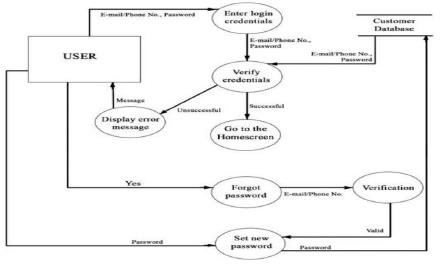 E-mail/Phone No., Password
Enter login
credentials
Customer
Database
E-mail/Phone No.,
Password
E-mail/Phone No.,
Password
USER
Verify
credentials
Message
Unsuccessful
Successful
Display error
message
Go to the
Homescreen
Yes
Forgot
password
E-mail/Phone No.
Verification
Valid
Password
Set new
password
Password